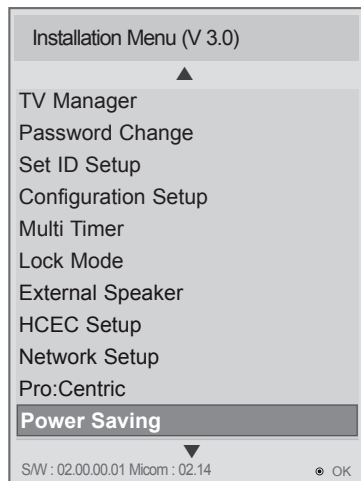 Installation Menu (V 3.0)
TV Manager
Password Change
Set ID Setup
Configuration Setup
Multi Timer
Lock Mode
External Speaker
HCEC Setup
Network Setup
Pro:Centric
Power Saving
S/W : 02.00.00.01 Micom : 02.14 OK